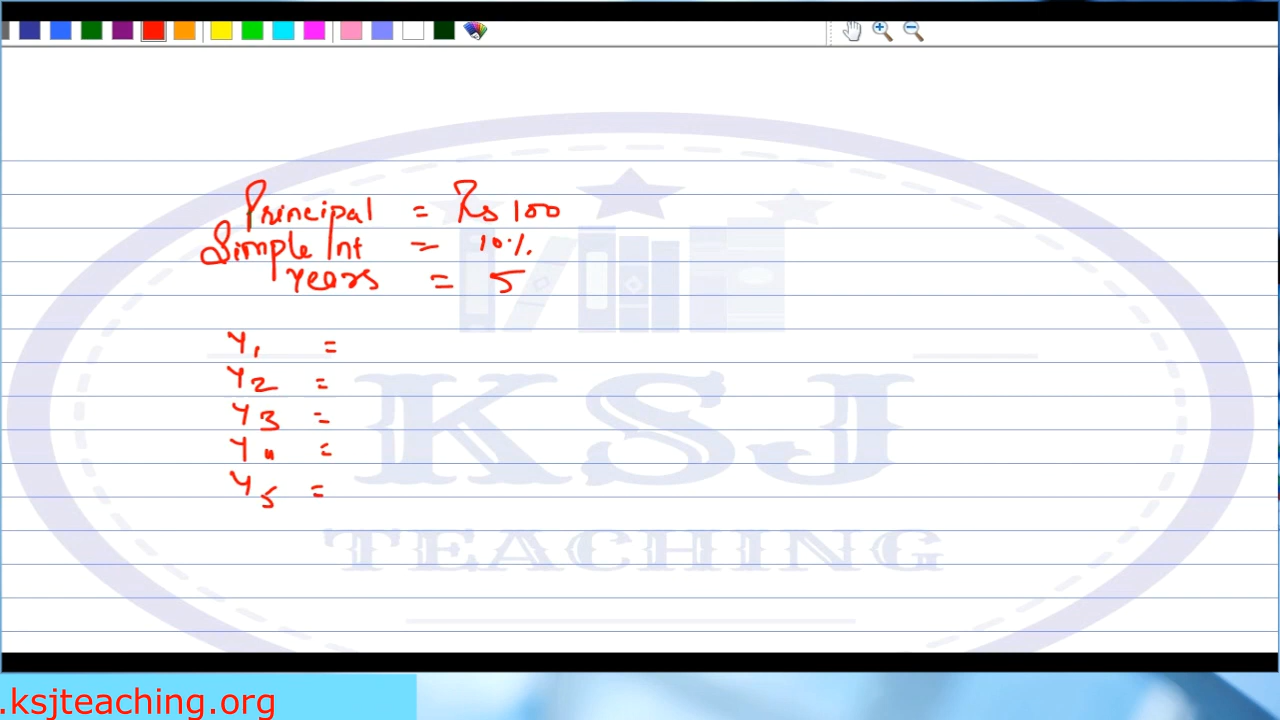 Principal = Rs 100
Simple Int = 10%
Years = 5
Y1 =
Y2 =
Y3 =
Y4 =
Y5 =
KSJ
TEACHING
.ksjteaching.org